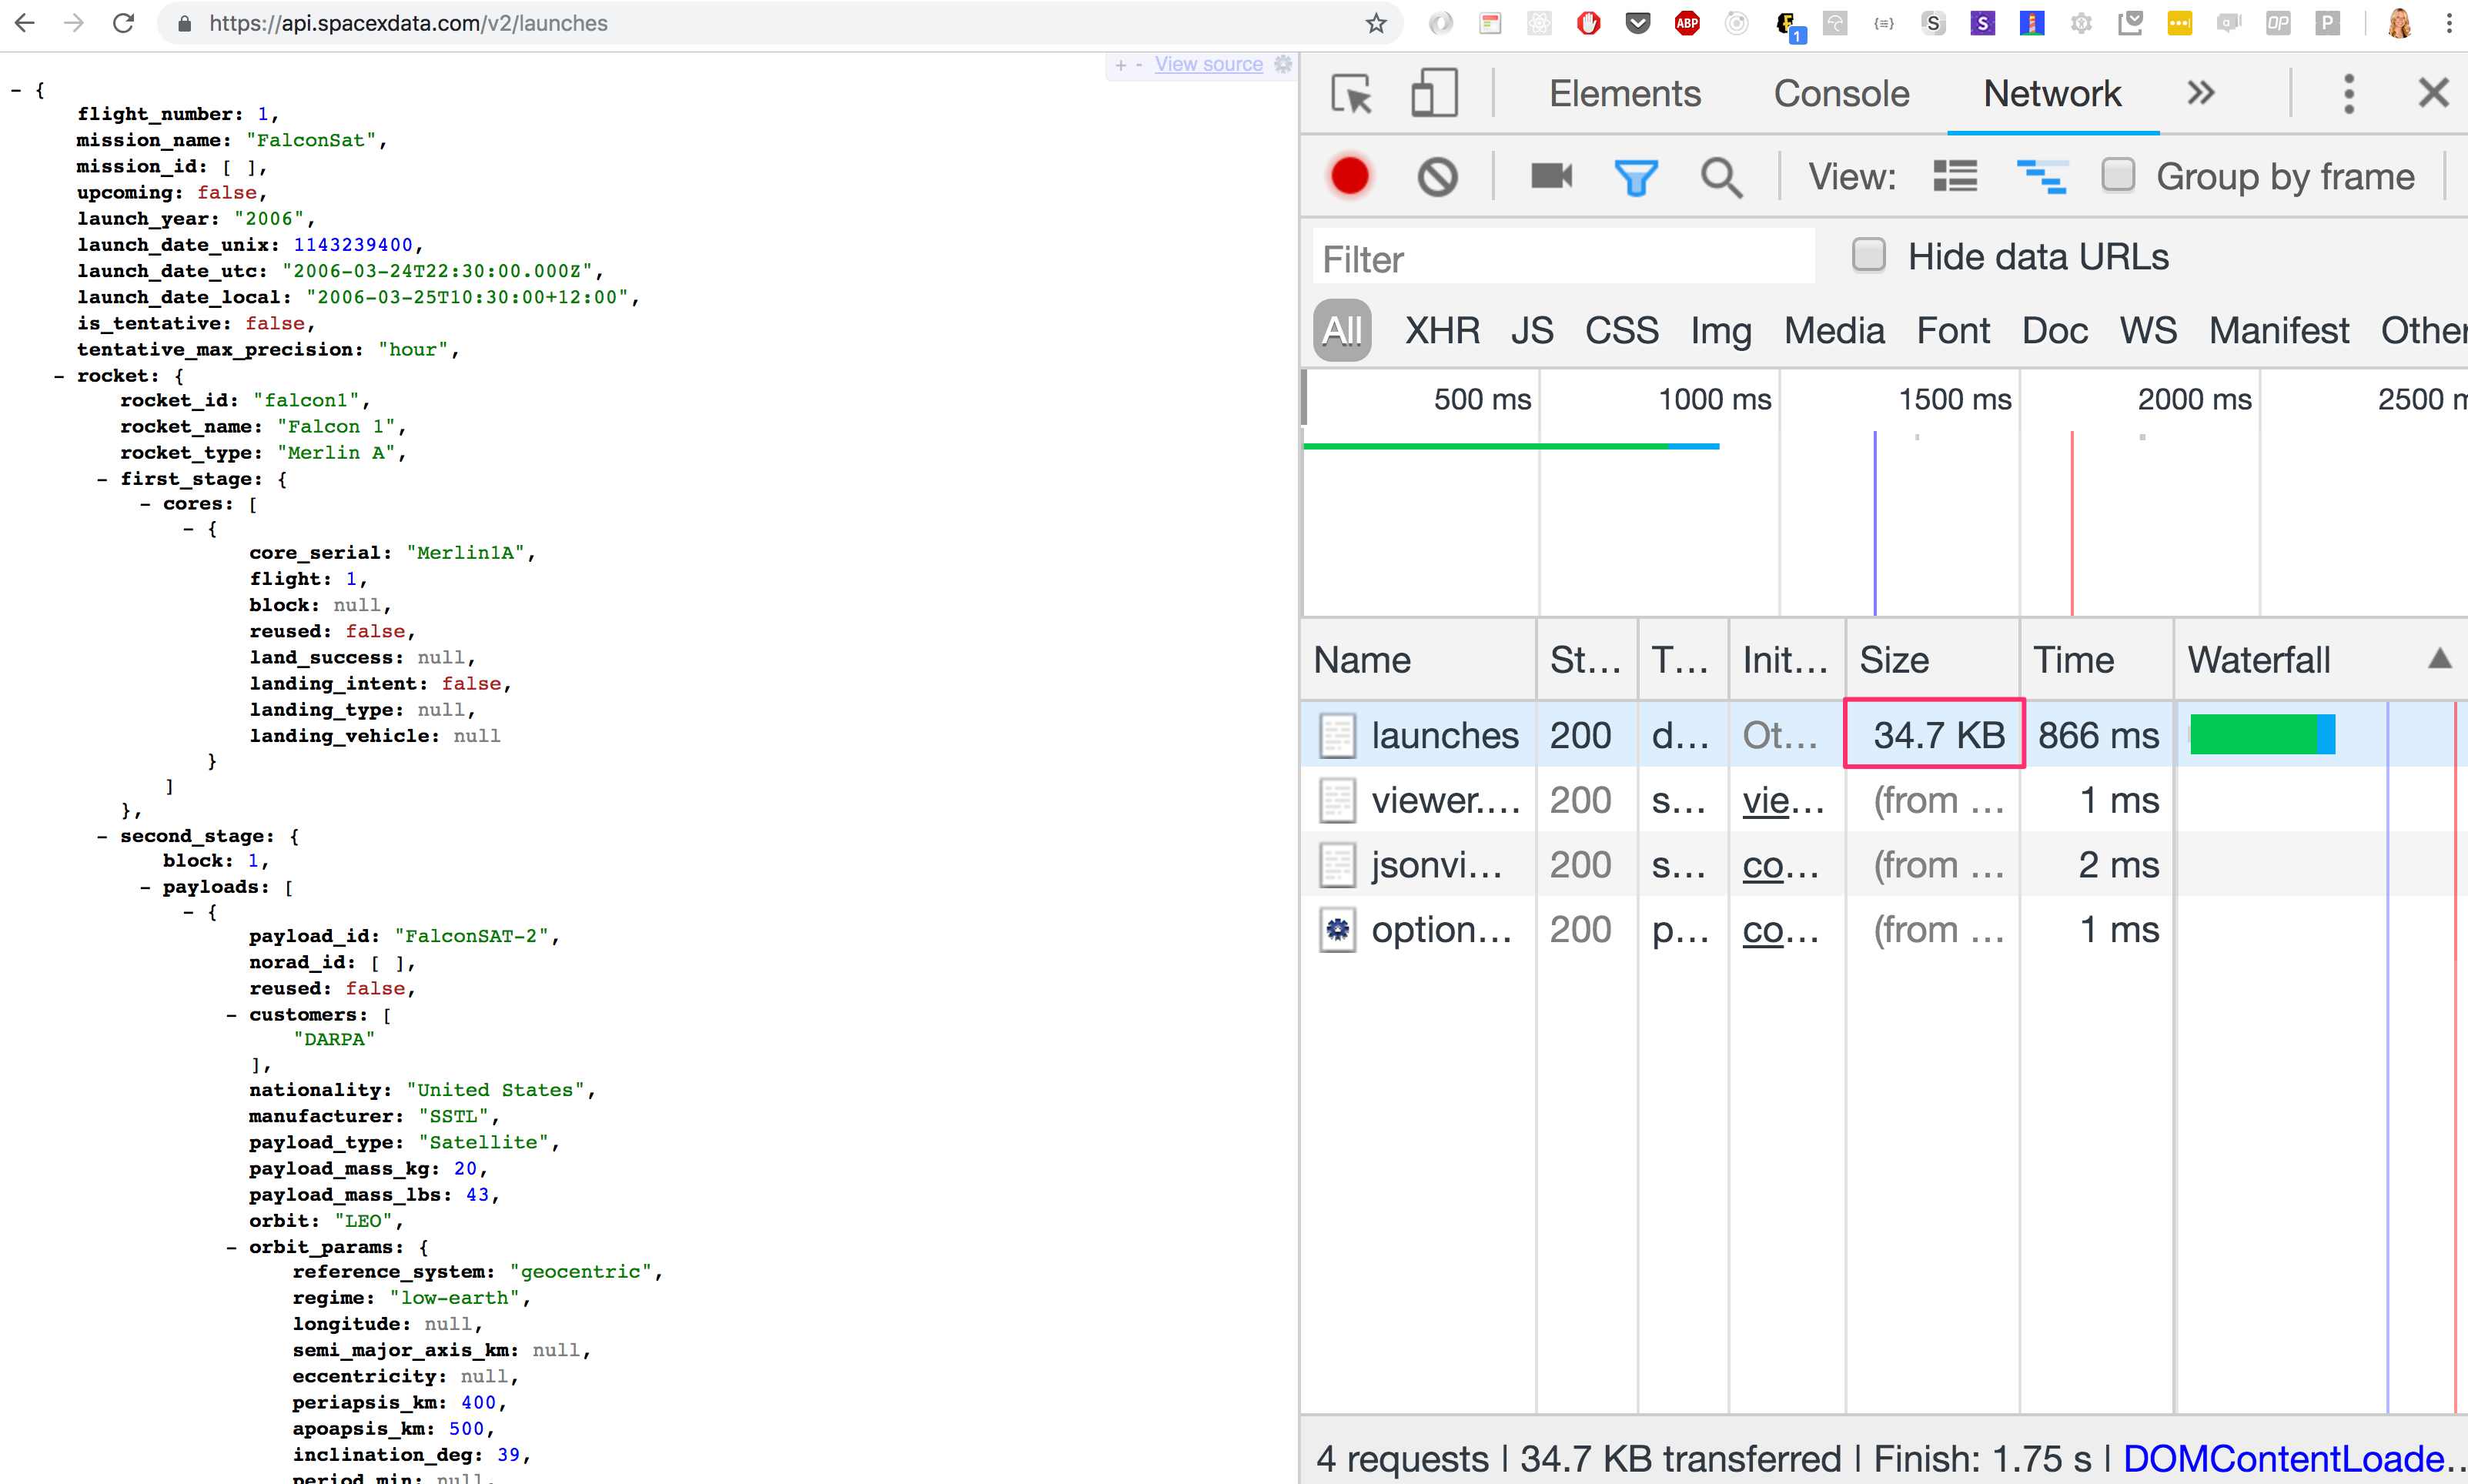 https://api.spacexdata.com/v2/launches
ABP
1
{≡}
S
S
OP
P
+ - View source
- {
flight_number: 1,
mission_name: "FalconSat",
mission_id: [ ],
upcoming: false,
launch_year: "2006",
launch_date_unix: 1143239400,
launch_date_utc: "2006-03-24T22:30:00.000Z",
launch_date_local: "2006-03-25T10:30:00+12:00",
is_tentative: false,
tentative_max_precision: "hour",
- rocket: {
rocket_id: "falcon1",
rocket_name: "Falcon 1",
rocket_type: "Merlin A",
- first_stage: {
- cores: [
- {
core_serial: "Merlin1A",
flight: 1,
block: null,
reused: false,
land_success: null,
landing_intent: false,
landing_type: null,
landing_vehicle: null
}
]
},
- second_stage: {
block: 1,
- payloads: [
- {
payload_id: "FalconSAT-2",
norad_id: [ ],
reused: false,
- customers: [
"DARPA"
],
nationality: "United States",
manufacturer: "SSTL",
payload_type: "Satellite",
payload_mass_kg: 20,
payload_mass_lbs: 43,
orbit: "LEO",
- orbit_params: {
reference_system: "geocentric",
regime: "low-earth",
longitude: null,
semi_major_axis_km: null,
eccentricity: null,
periapsis_km: 400,
apoapsis_km: 500,
inclination_deg: 39,
period_min: null,
Elements Console Network »
View: Group by frame
Filter Hide data URLs
All XHR JS CSS Img Media Font Doc WS Manifest Other
500 ms 1000 ms 1500 ms 2000 ms 2500 m
Name St... T... Init... Size Time Waterfall ▲
launches 200 d... Ot... 34.7 KB 866 ms
viewer.... 200 s... vie... (from ... 1 ms
jsonvi... 200 s... co... (from ... 2 ms
option... 200 p... co... (from ... 1 ms
4 requests | 34.7 KB transferred | Finish: 1.75 s | DOMContentLoade...